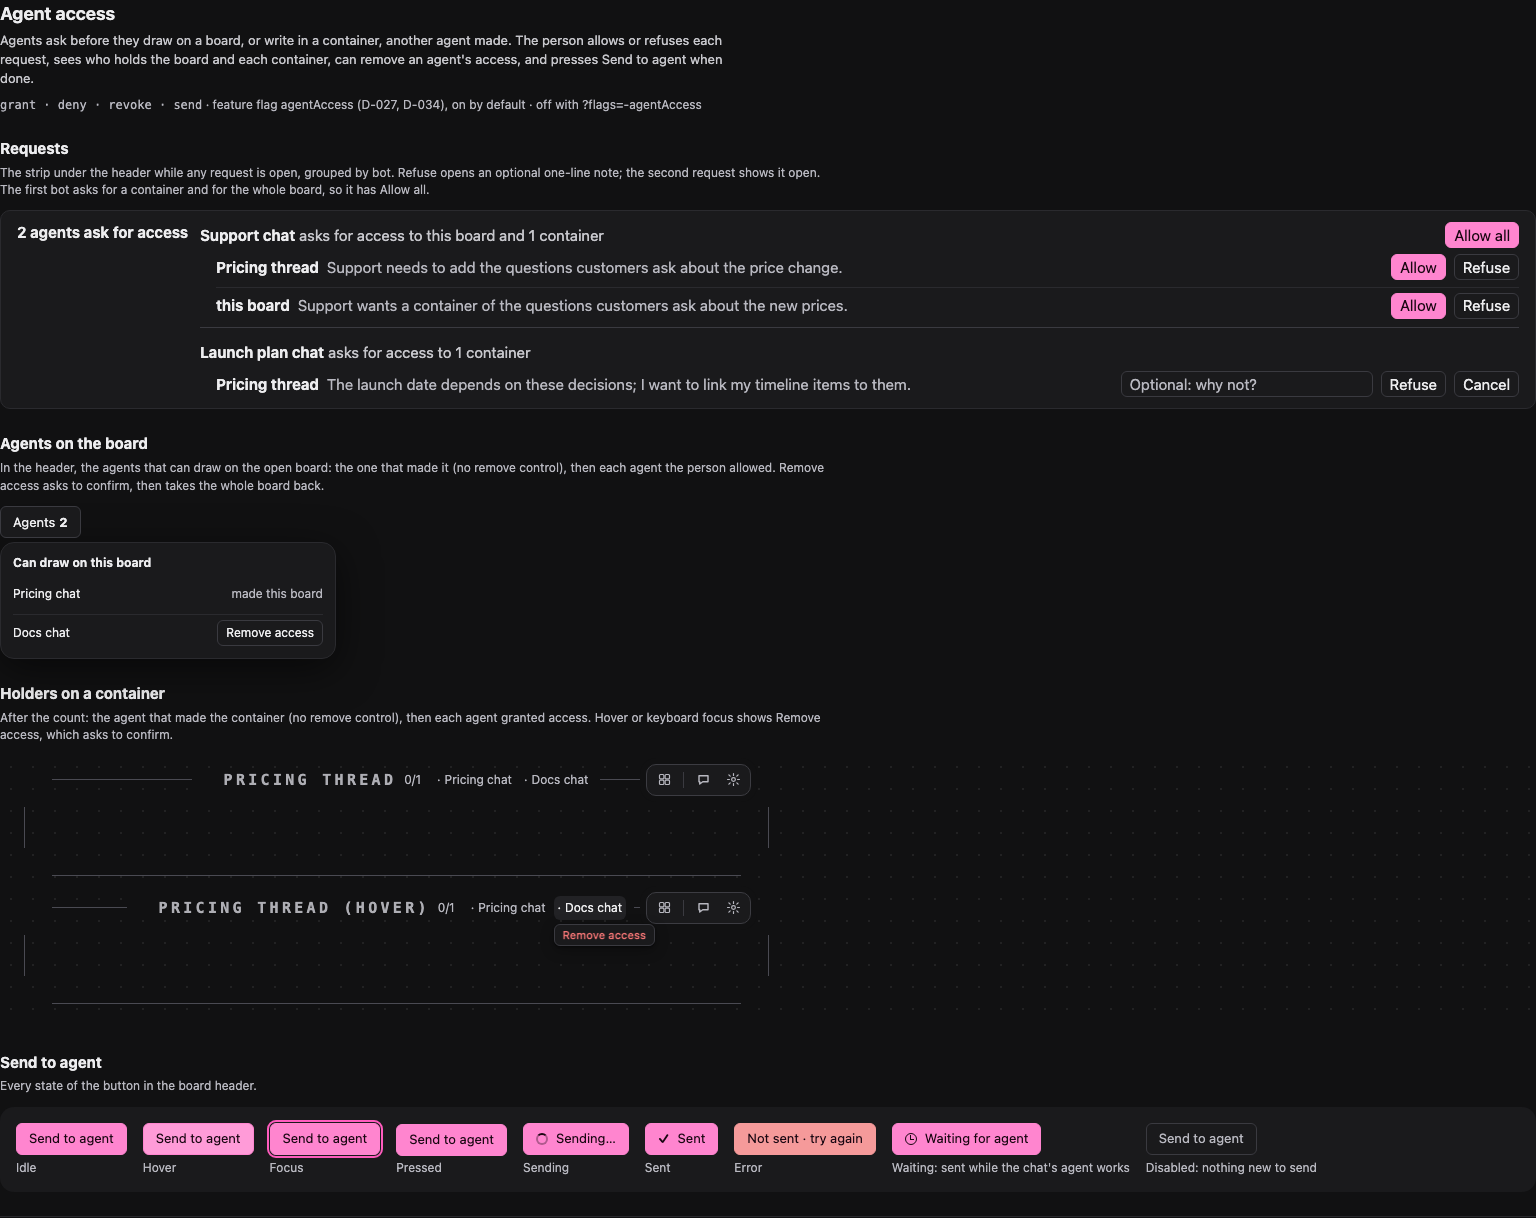 Agent access
Agents ask before they draw on a board, or write in a container, another agent made. The person allows or refuses each
request, sees who holds the board and each container, can remove an agent's access, and presses Send to agent when
done.
grant · deny · revoke · send · feature flag agentAccess (D-027, D-034), on by default · off with ?flags=-agentAccess
Requests
The strip under the header while any request is open, grouped by bot. Refuse opens an optional one-line note; the second request shows it open.
The first bot asks for a container and for the whole board, so it has Allow all.
2 agents ask for access
Support chat asks for access to this board and 1 container Allow all
Pricing thread Support needs to add the questions customers ask about the price change. Allow Refuse
this board Support wants a container of the questions customers ask about the new prices. Allow Refuse
Launch plan chat asks for access to 1 container
Pricing thread The launch date depends on these decisions; I want to link my timeline items to them. Optional: why not? Refuse Cancel
Agents on the board
In the header, the agents that can draw on the open board: the one that made it (no remove control), then each agent the person allowed. Remove
access asks to confirm, then takes the whole board back.
Agents 2
Can draw on this board
Pricing chat made this board
Docs chat Remove access
Holders on a container
After the count: the agent that made the container (no remove control), then each agent granted access. Hover or keyboard focus shows Remove
access, which asks to confirm.
PRICING THREAD 0/1 · Pricing chat · Docs chat
PRICING THREAD (HOVER) 0/1 · Pricing chat · Docs chat
Remove access
Send to agent
Every state of the button in the board header.
Send to agent Send to agent Send to agent Send to agent Sending... Sent Not sent · try again Waiting for agent Send to agent
Idle Hover Focus Pressed Sending Sent Error Waiting: sent while the chat's agent works Disabled: nothing new to send